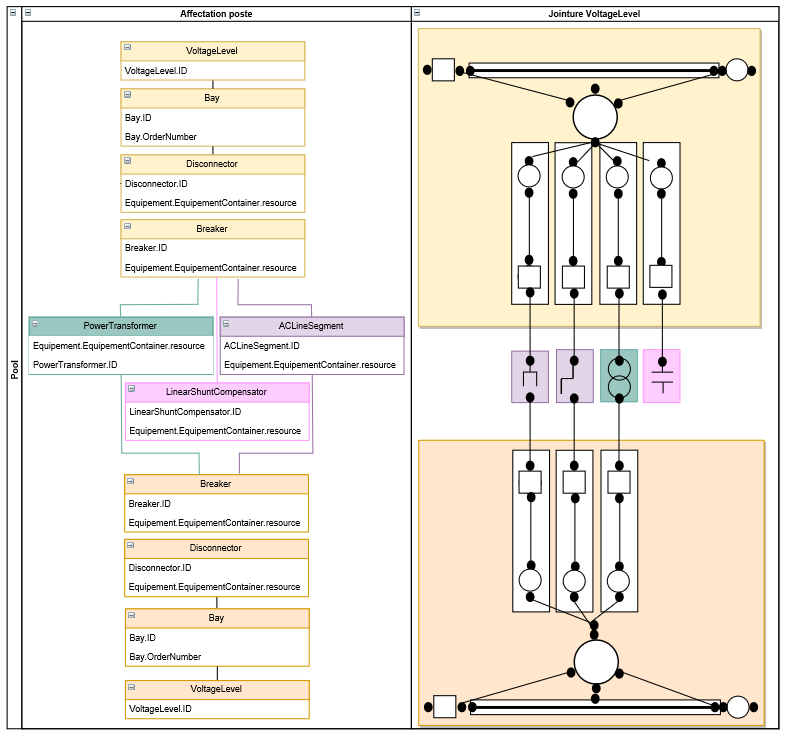 Affectation poste
Jointure VoltageLevel
Pool
VoltageLevel
VoltageLevel.ID
Bay
Bay.ID
Bay.OrderNumber
Disconnector
Disconnector.ID
Equipement.EquipementContainer.resource
Breaker
Breaker.ID
Equipement.EquipementContainer.resource
PowerTransformer
Equipement.EquipementContainer.resource
PowerTransformer.ID
ACLineSegment
ACLineSegment.ID
Equipement.EquipementContainer.resource
LinearShuntCompensator
LinearShuntCompensator.ID
Equipement.EquipementContainer.resource
Breaker
Breaker.ID
Equipement.EquipementContainer.resource
Disconnector
Disconnector.ID
Equipement.EquipementContainer.resource
Bay
Bay.ID
Bay.OrderNumber
VoltageLevel
VoltageLevel.ID